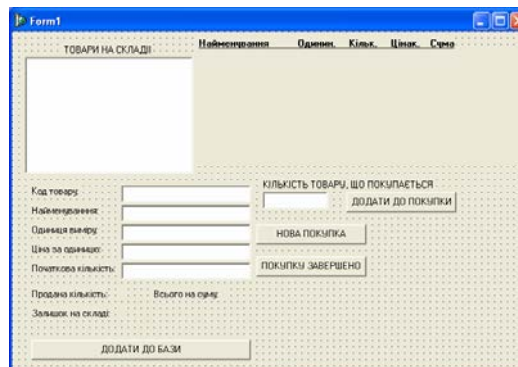 Form1
ТОВАРИ НА СКЛАДІ
Найменування Одиниц. Кільк. Цінак. Сума
Код товару:
Найменування:
Одиниця виміру:
Ціна за одиницю:
Початкова кількість:
КІЛЬКІСТЬ ТОВАРУ, ЩО ПОКУПАЄТЬСЯ
ДОДАТИ ДО ПОКУПКИ
НОВА ПОКУПКА
ПОКУПКУ ЗАВЕРШЕНО
Продана кількість: Всього на суму:
Залишок на складі:
ДОДАТИ ДО БАЗИ